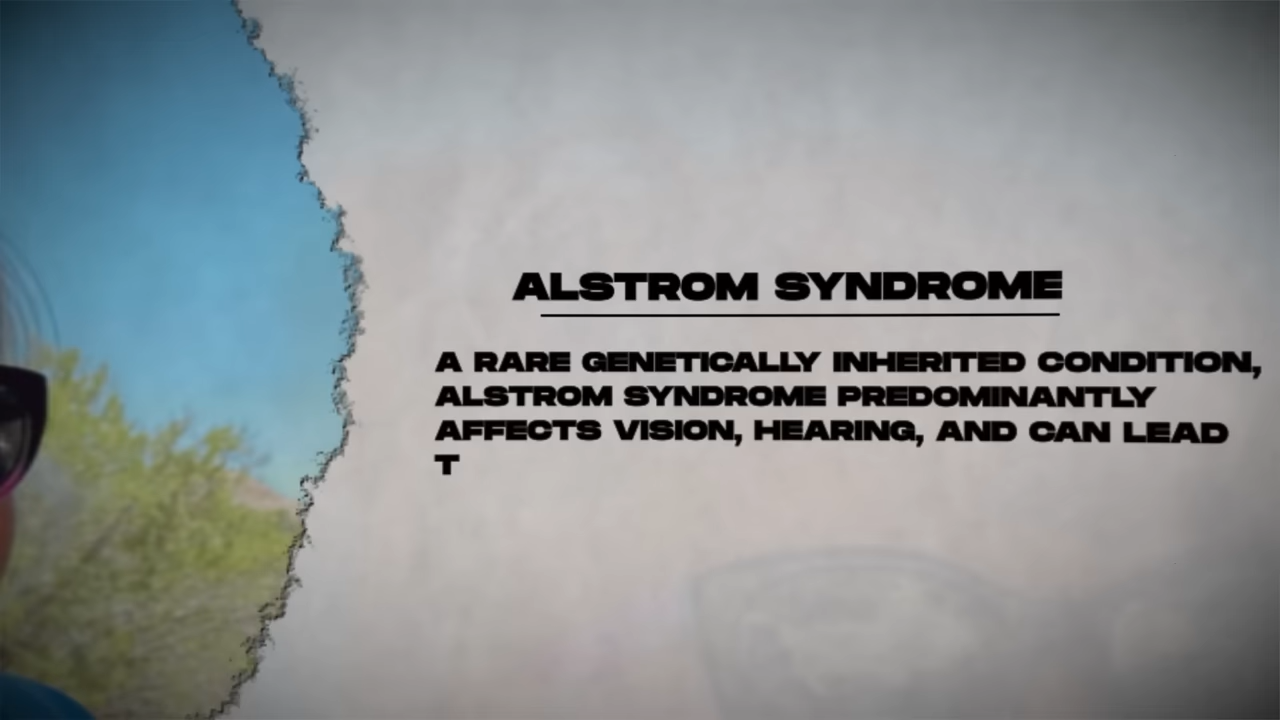 ALSTROM SYNDROME
A RARE GENETICALLY INHERITED CONDITION,
ALSTROM SYNDROME PREDOMINANTLY
AFFECTS VISION, HEARING, AND CAN LEAD
T